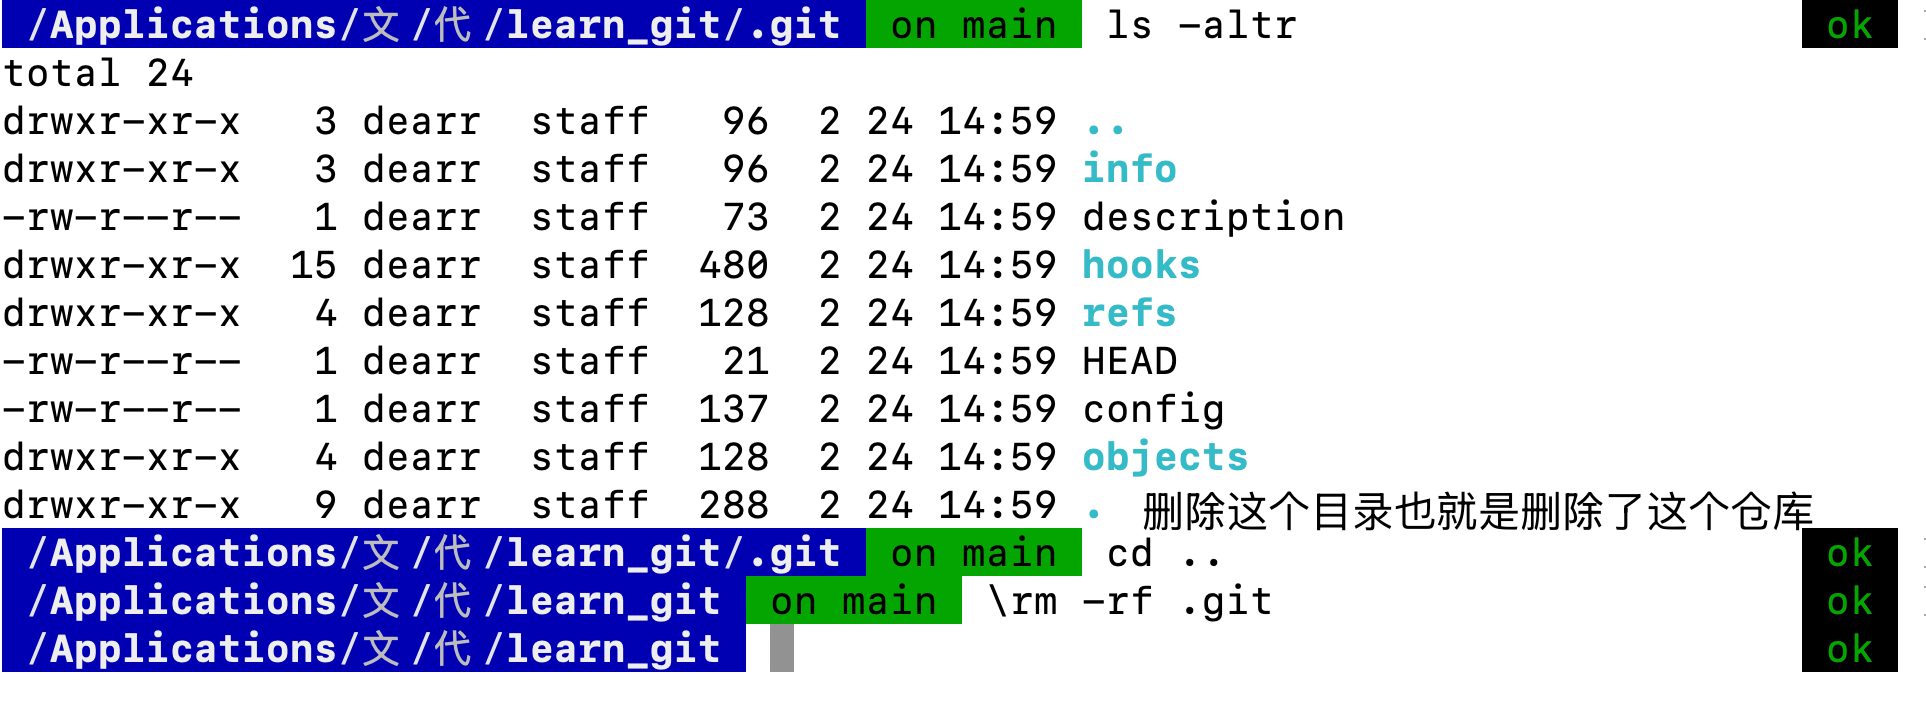 /Applications/文 /代 /learn_git/.git on main ls -altr ok
total 24
drwxr-xr-x 3 dearr staff 96 2 24 14:59 ..
drwxr-xr-x 3 dearr staff 96 2 24 14:59 info
-rw-r--r-- 1 dearr staff 73 2 24 14:59 description
drwxr-xr-x 15 dearr staff 480 2 24 14:59 hooks
drwxr-xr-x 4 dearr staff 128 2 24 14:59 refs
-rw-r--r-- 1 dearr staff 21 2 24 14:59 HEAD
-rw-r--r-- 1 dearr staff 137 2 24 14:59 config
drwxr-xr-x 4 dearr staff 128 2 24 14:59 objects
drwxr-xr-x 9 dearr staff 288 2 24 14:59 . 删除这个目录也就是删除了这个仓库
/Applications/文 /代 /learn_git/.git on main cd .. ok
/Applications/文 /代 /learn_git on main \rm -rf .git ok
/Applications/文 /代 /learn_git ok